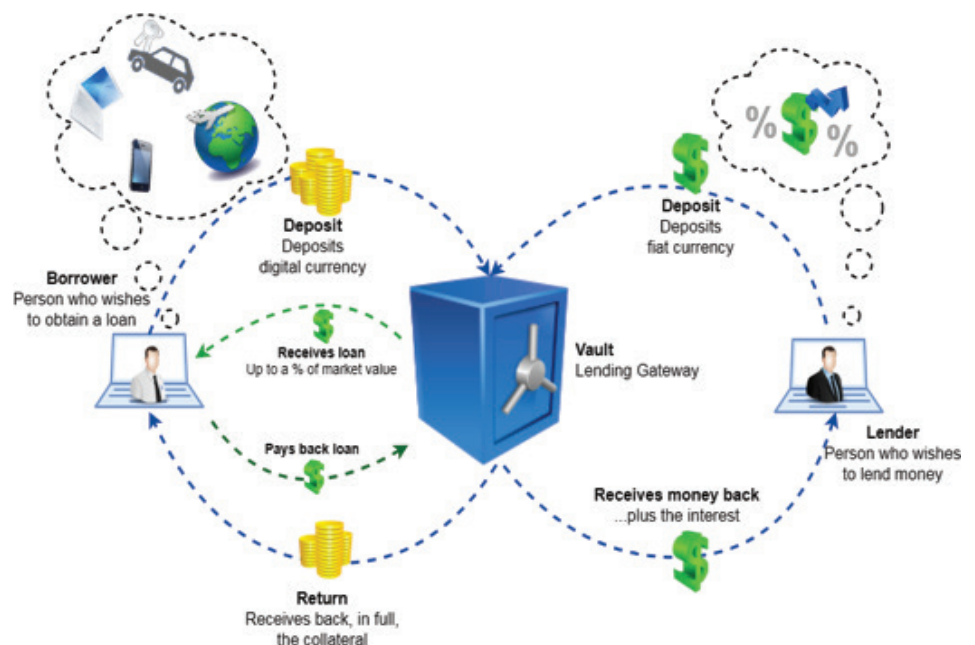 %
%
Deposit
Deposits
digital currency
Deposit
Deposits
fiat currency
Borrower
Person who wishes
to obtain a loan
Receives loan
Up to a % of market value
Vault
Lending Gateway
Pays back loan
Lender
Person who wishes
to lend money
Receives money back
...plus the interest
Return
Receives back, in full,
the collateral